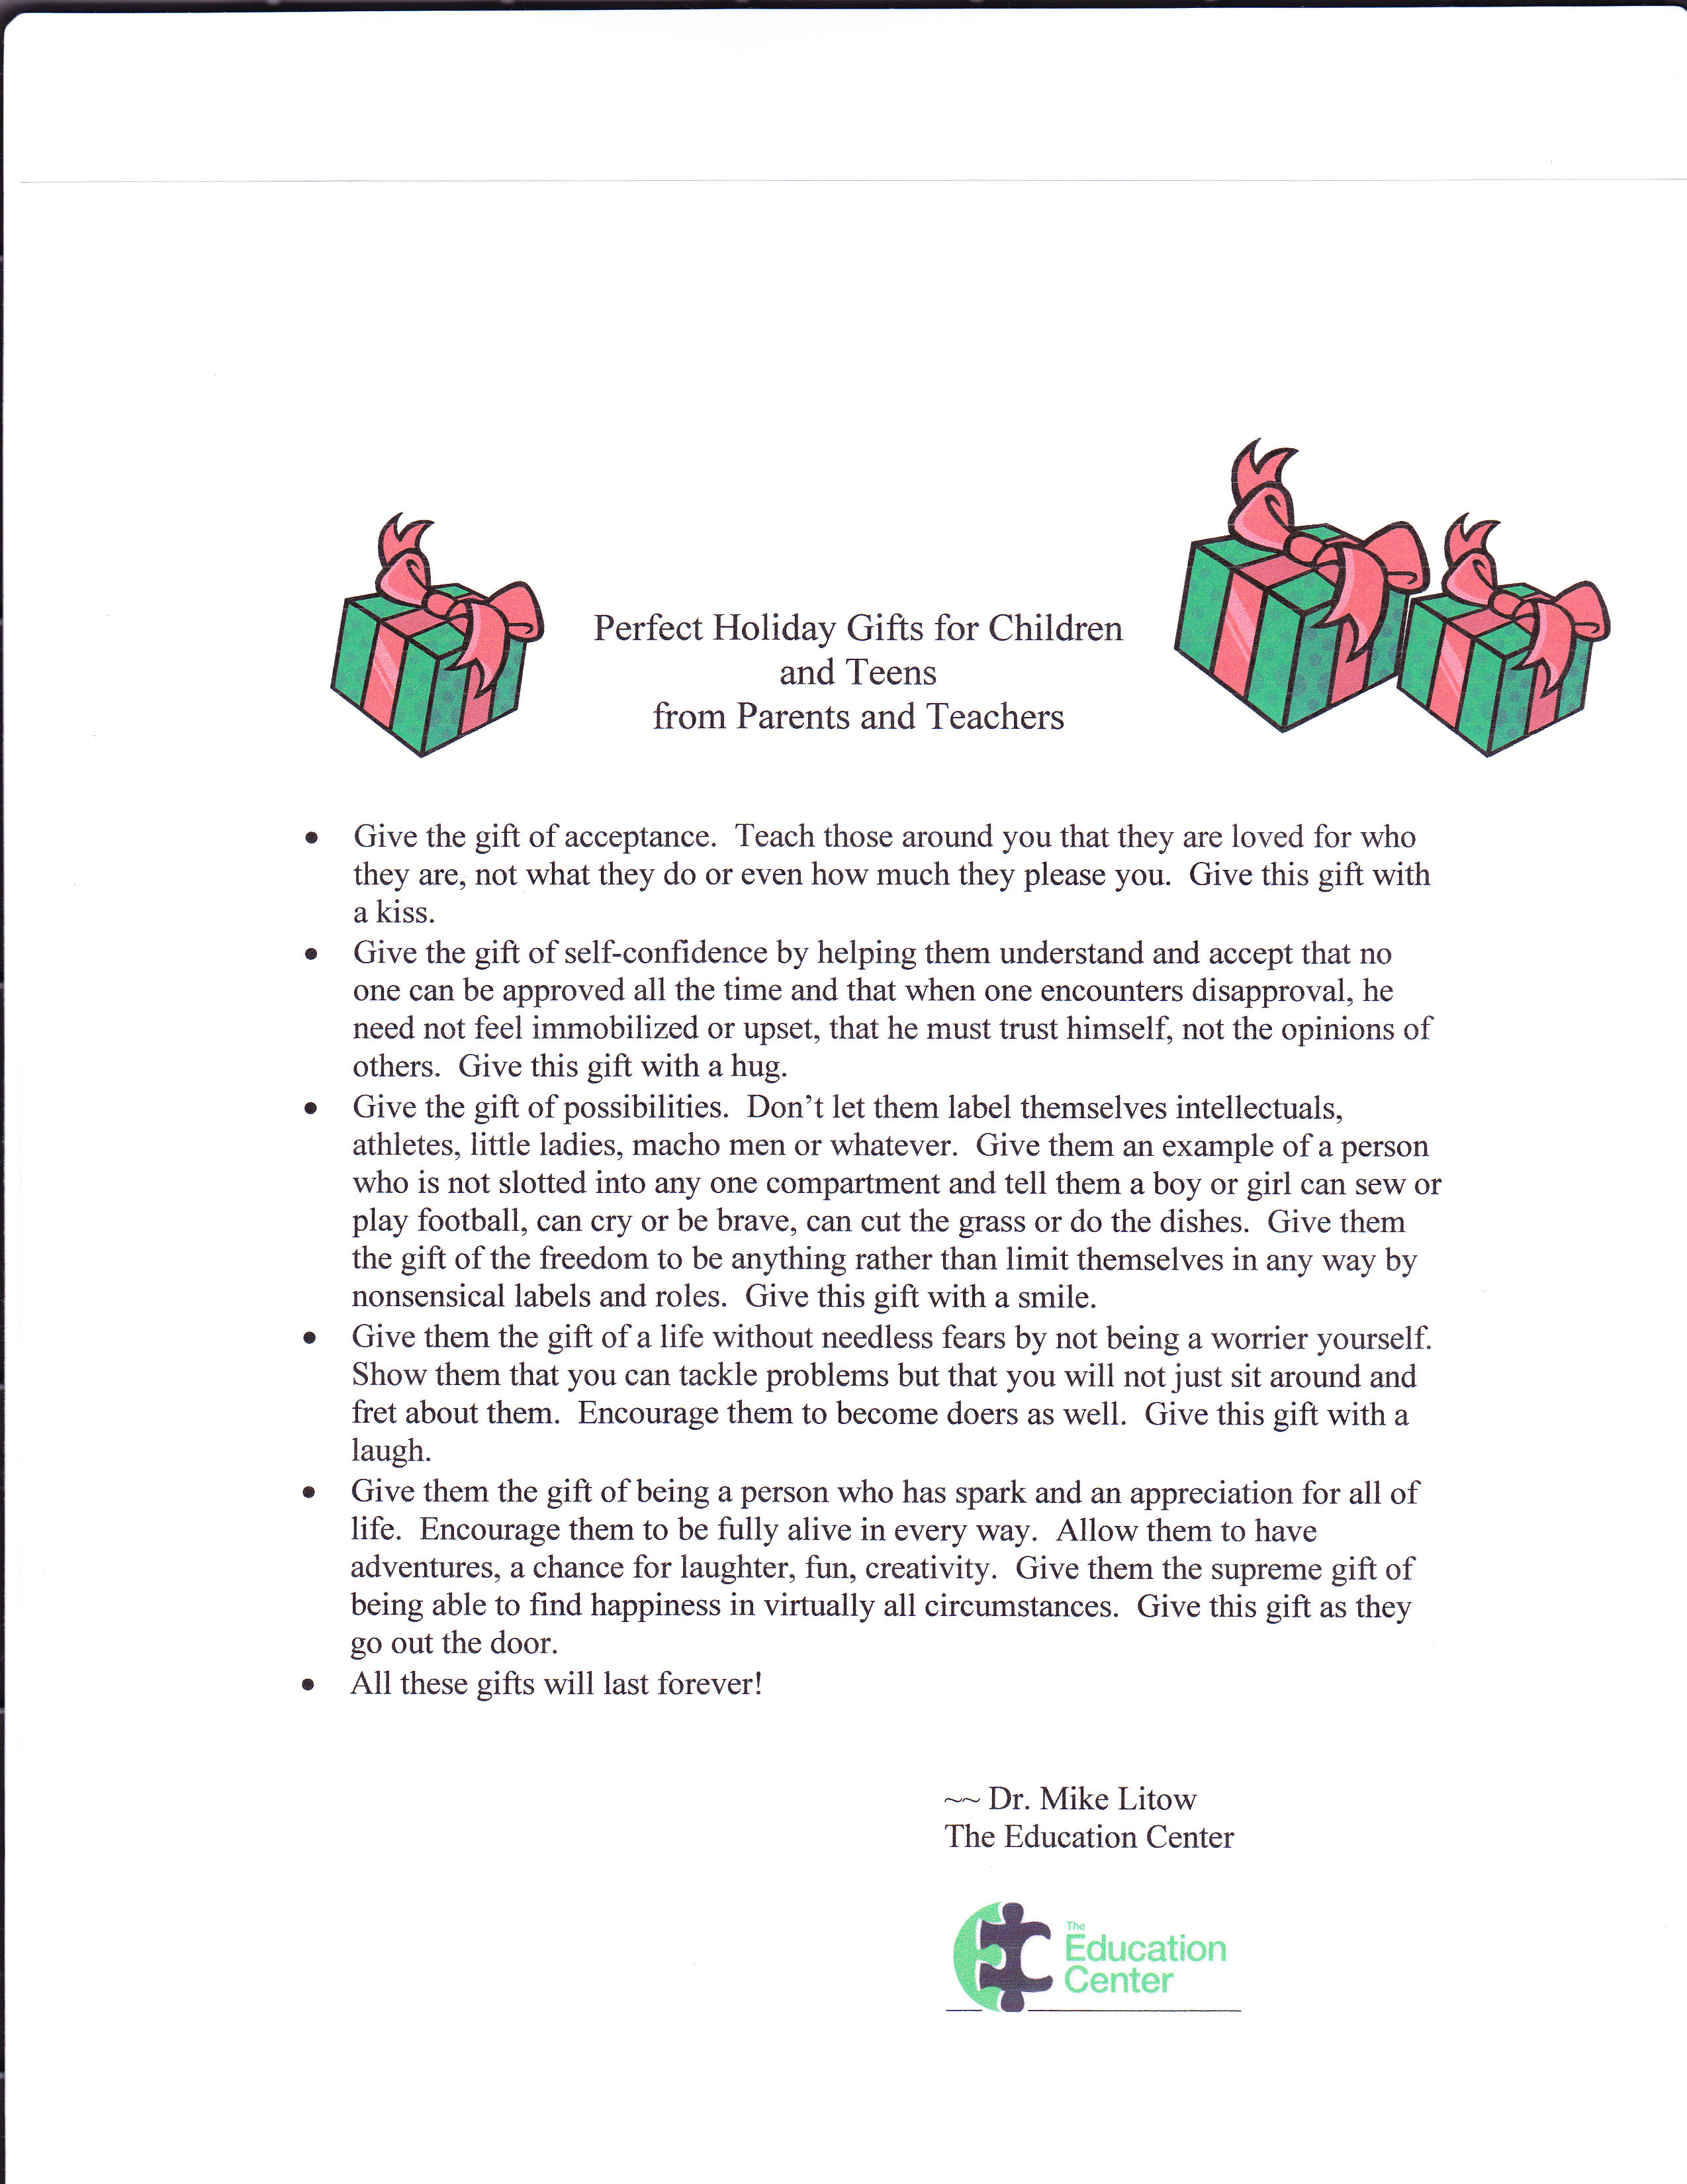 Perfect Holiday Gifts for Children
and Teens
from Parents and Teachers
• Give the gift of acceptance. Teach those around you that they are loved for who
they are, not what they do or even how much they please you. Give this gift with
a kiss.
• Give the gift of self-confidence by helping them understand and accept that no
one can be approved all the time and that when one encounters disapproval, he
need not feel immobilized or upset, that he must trust himself, not the opinions of
others. Give this gift with a hug.
• Give the gift of possibilities. Don't let them label themselves intellectuals,
athletes, little ladies, macho men or whatever. Give them an example of a person
who is not slotted into any one compartment and tell them a boy or girl can sew or
play football, can cry or be brave, can cut the grass or do the dishes. Give them
the gift of the freedom to be anything rather than limit themselves in any way by
nonsensical labels and roles. Give this gift with a smile.
• Give them the gift of a life without needless fears by not being a worrier yourself.
Show them that you can tackle problems but that you will not just sit around and
fret about them. Encourage them to become doers as well. Give this gift with a
laugh.
• Give them the gift of being a person who has spark and an appreciation for all of
life. Encourage them to be fully alive in every way. Allow them to have
adventures, a chance for laughter, fun, creativity. Give them the supreme gift of
being able to find happiness in virtually all circumstances. Give this gift as they
go out the door.
• All these gifts will last forever!
~~ Dr. Mike Litow
The Education Center
The
Education
Center